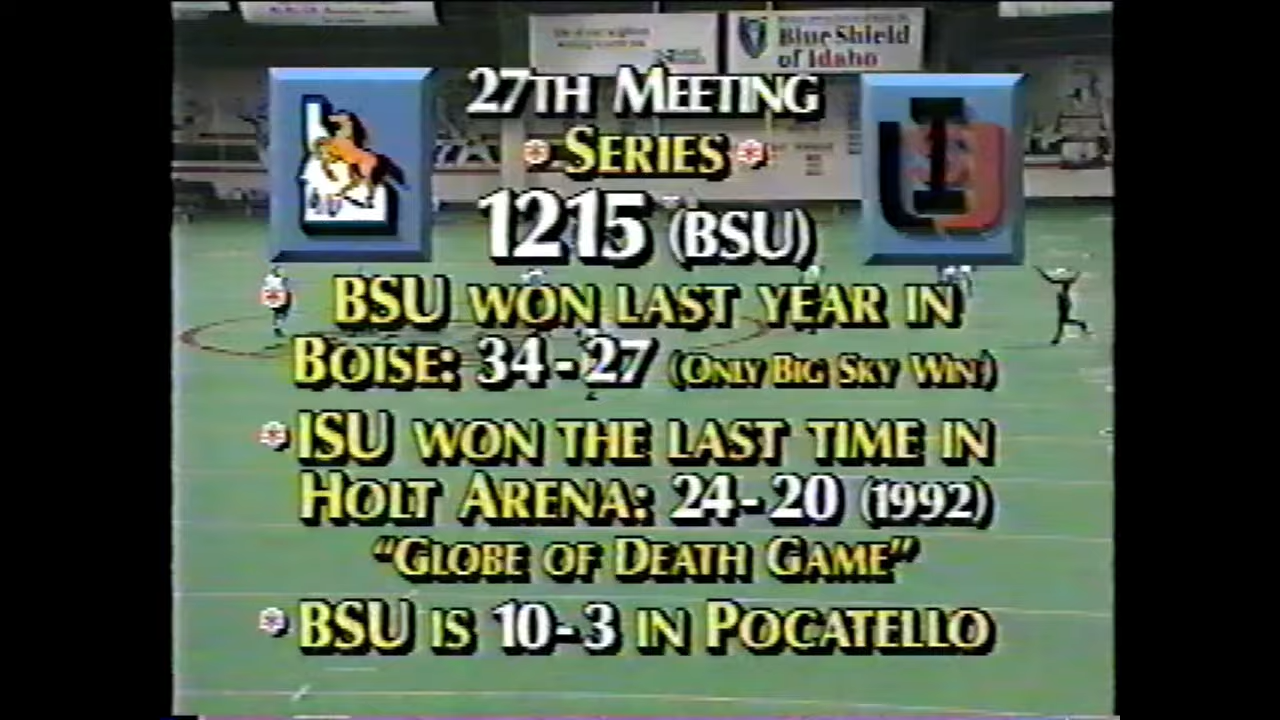 Blue Shield
of Idaho
27TH MEETING
SERIES
1215 (BSU)
BSU WON LAST YEAR IN
BOISE: 34-27 (ONLY BIG SKY WIN)
ISU WON THE LAST TIME IN
HOLT ARENA: 24-20 (1992)
"GLOBE OF DEATH GAME"
BSU IS 10-3 IN POCATELLO